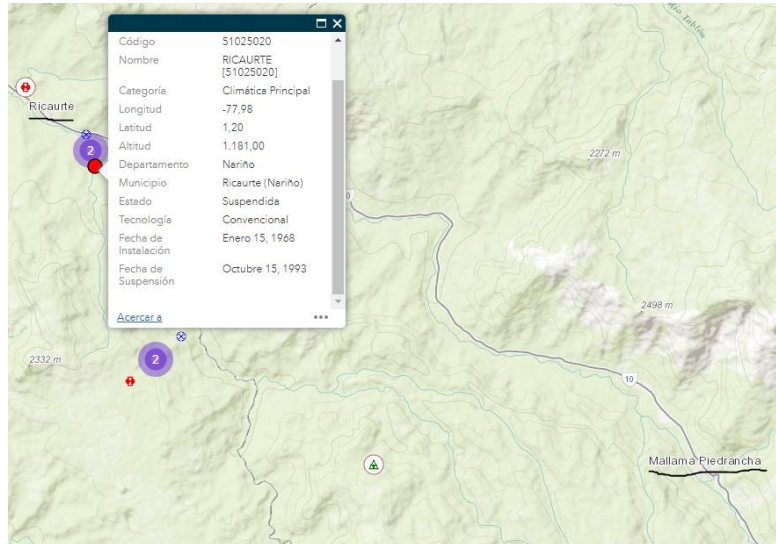 Código 51025020
Nombre RICAURTE
[51025020]
Categoría Climática Principal
Longitud -77,98
Latitud 1,20
Altitud 1.181,00
Departamento Nariño
Municipio Ricaurte (Nariño)
Estado Suspendida
Tecnología Convencional
Fecha de Instalación Enero 15, 1968
Fecha de Suspensión Octubre 15, 1993
Acercar a
Ricaurte
2
2272 m
2498 m
2332 m
2
10
Mallama Piedrancha